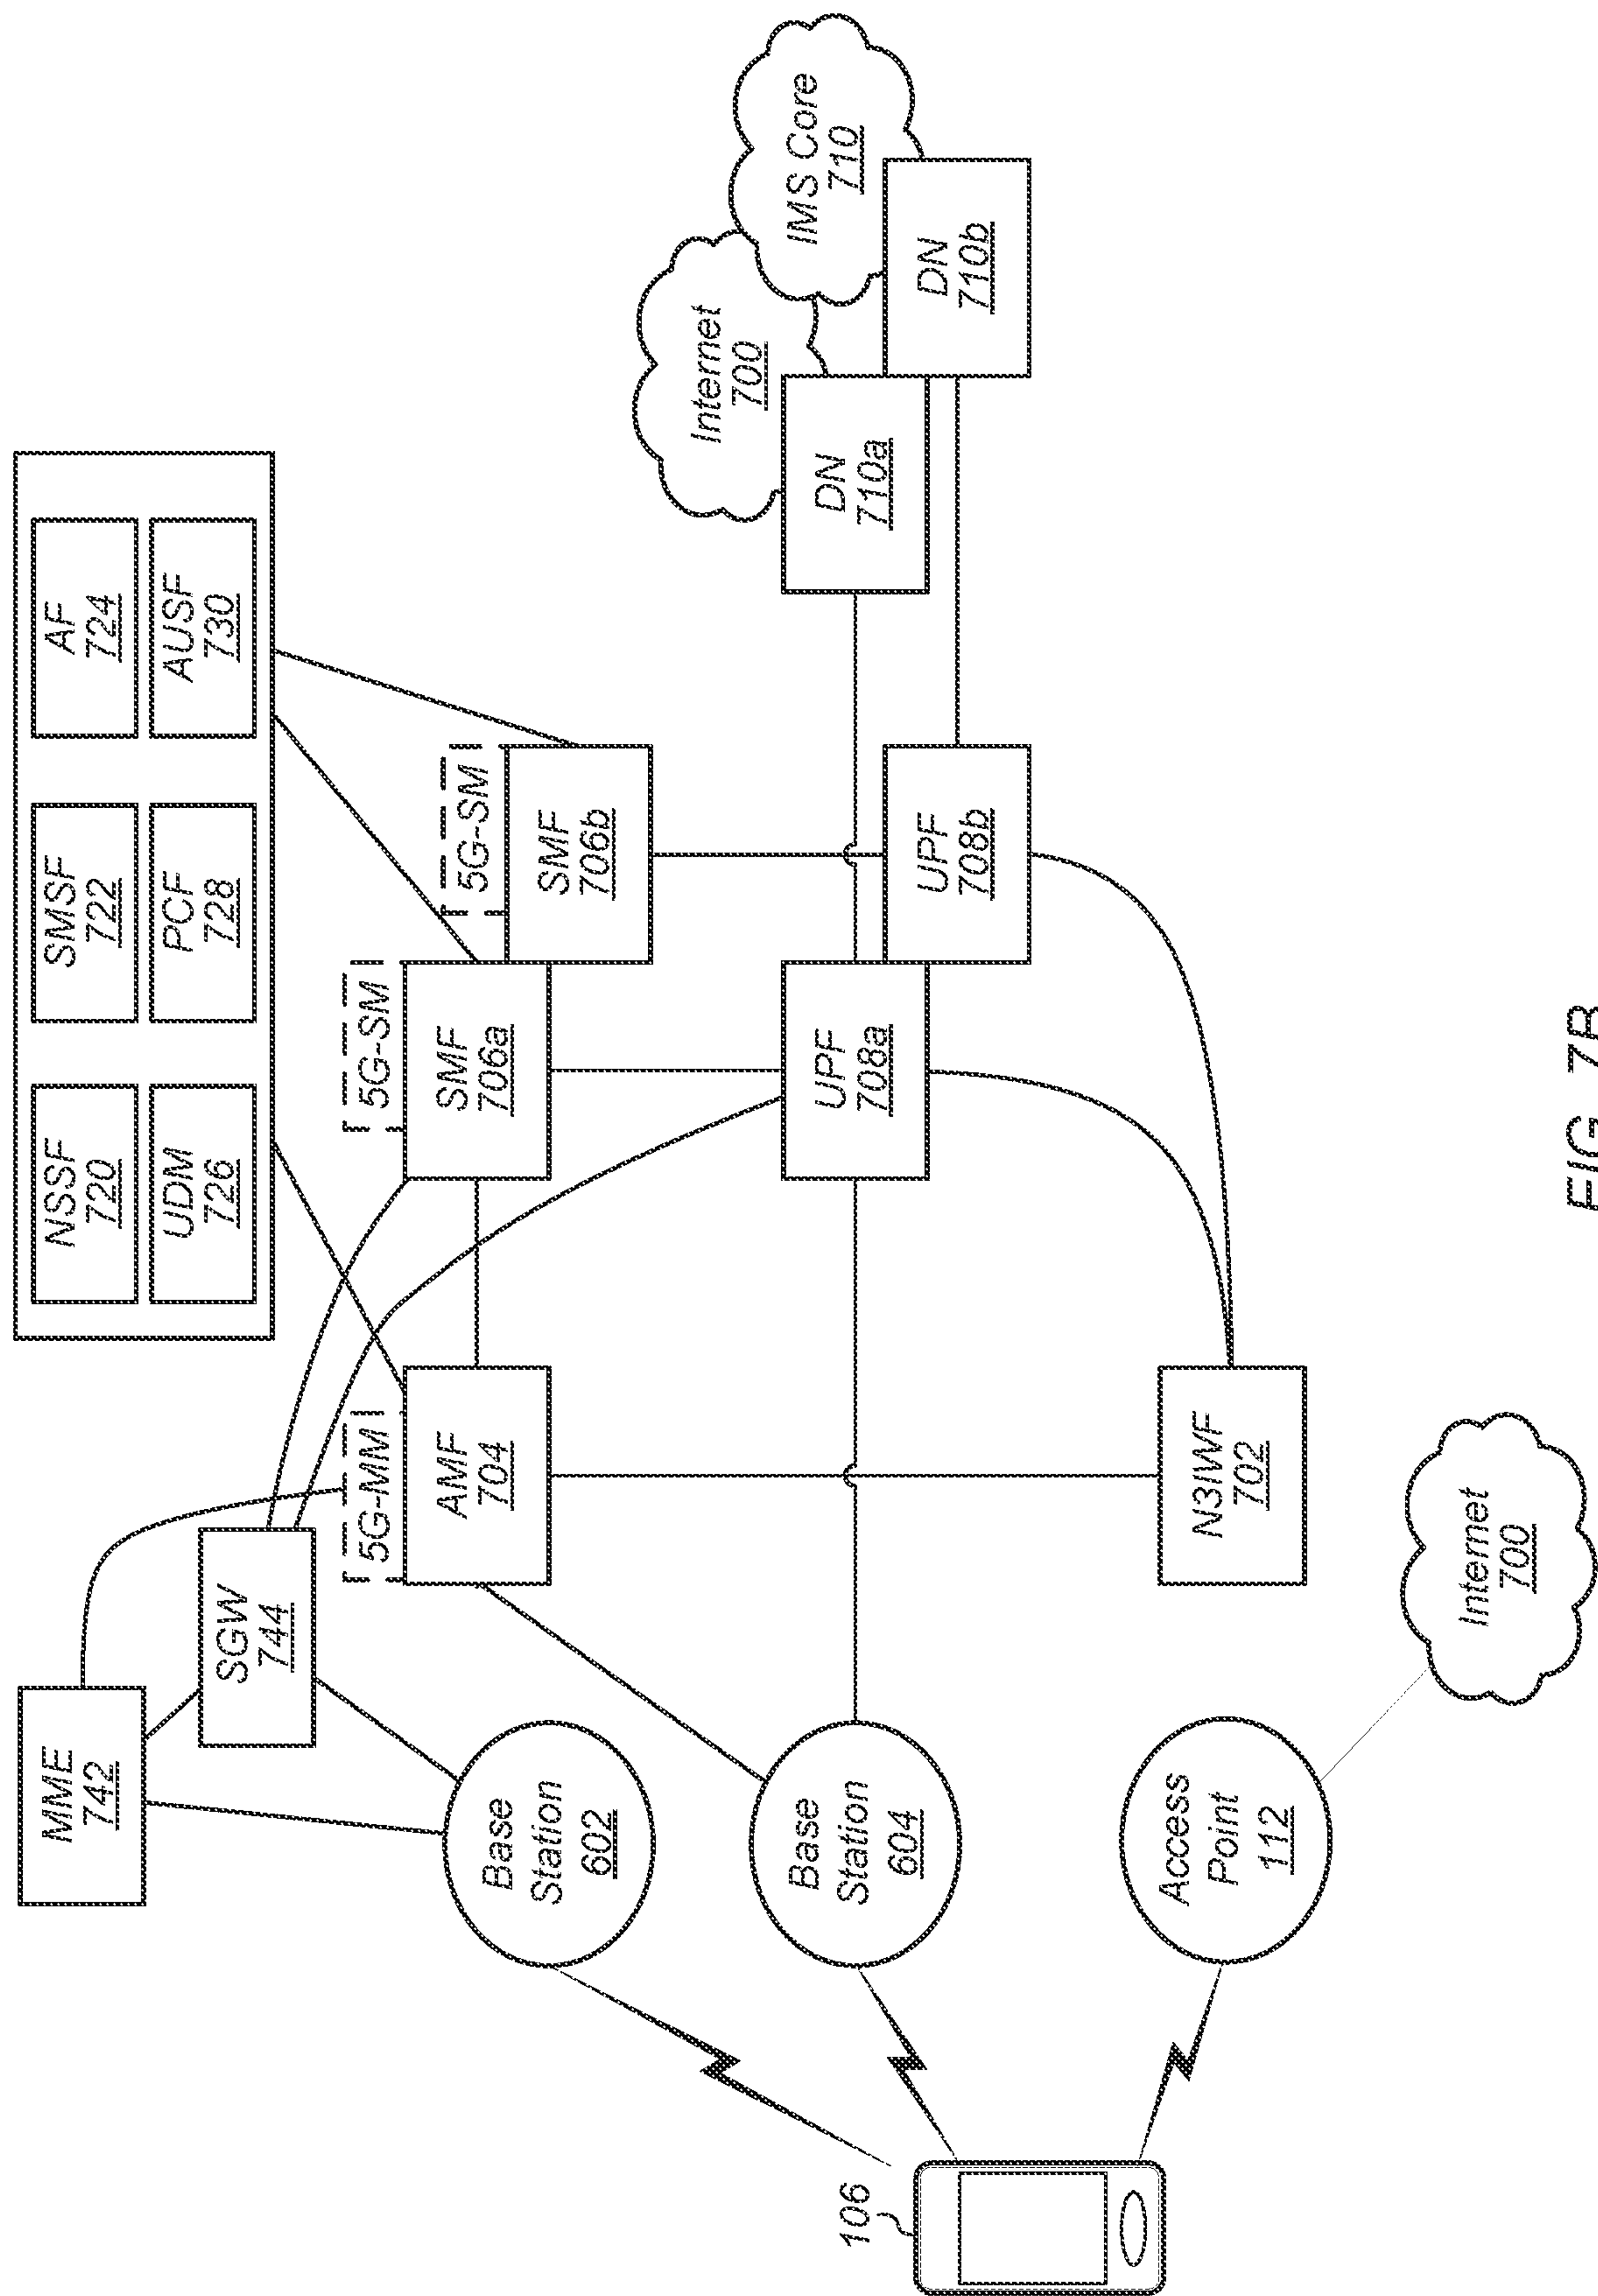 MME
742
SGW
744
NSSF
720
SMSF
722
AF
724
UDM
726
PCF
728
AUSF
730
5G-MM
AMF
704
5G-SM
SMF
706a
5G-SM
SMF
706b
Base
Station
602
Internet
700
IMS Core
710
Base
Station
604
UPF
708a
UPF
708b
DN
710a
DN
710b
106
Access
Point
112
N3IWF
702
Internet
700
FIG. 7B